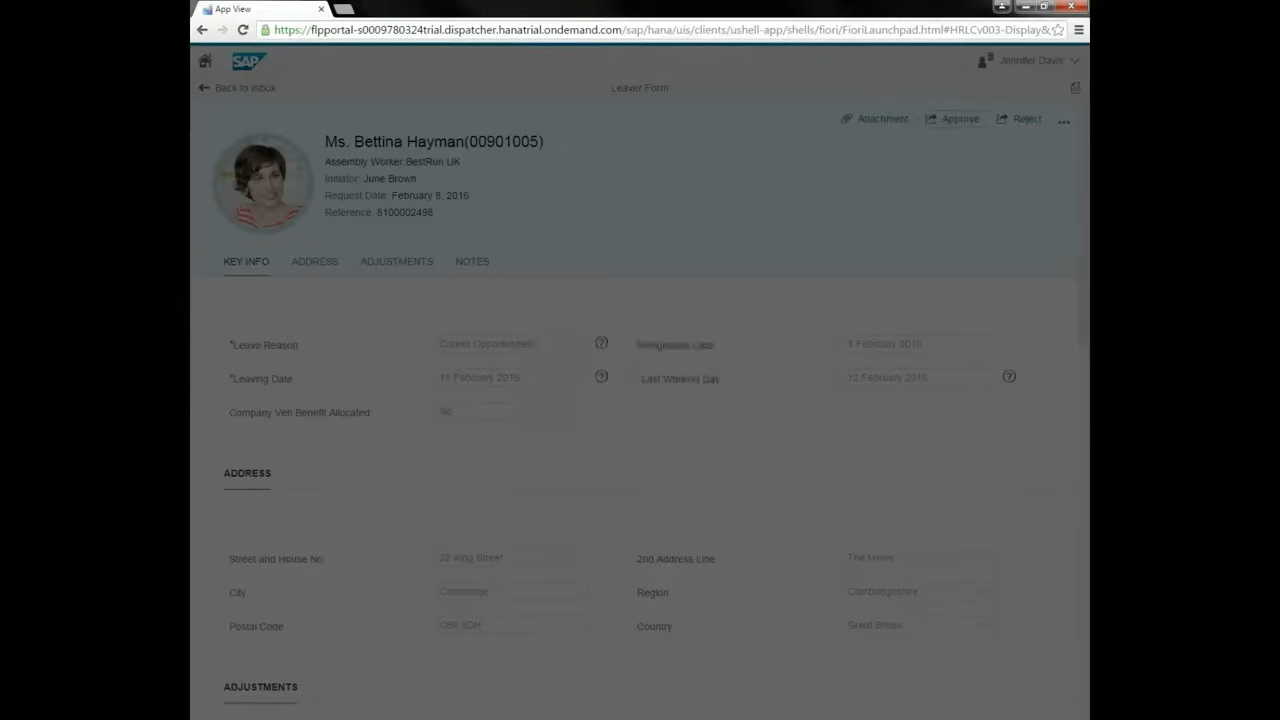 App View
https://flpportal-s0009780324trial.dispatcher.hanatrial.ondemand.com/sap/hana/uis/clients/ushell-app/shells/fiori/FioriLaunchpad.html#HRLCv003-Display&
SAP
Jennifer Davis
Back to Inbox Leaver Form
Attachment Approve Reject ...
Ms. Bettina Hayman(00901005)
Assembly Worker BestRun UK
Initiator: June Brown
Request Date: February 8, 2016
Reference: 8100002498
KEY INFO ADDRESS ADJUSTMENTS NOTES
*Leave Reason Career Opportunities 1 February 2016
*Leaving Date 15 February 2016 *Last Working Day 12 February 2016
Company Veh Benefit Allocated No
ADDRESS
Street and House No. 22 King Street 2nd Address Line The Mews
City Cambridge Region Cambridgeshire
Postal Code Country Great Britain
ADJUSTMENTS